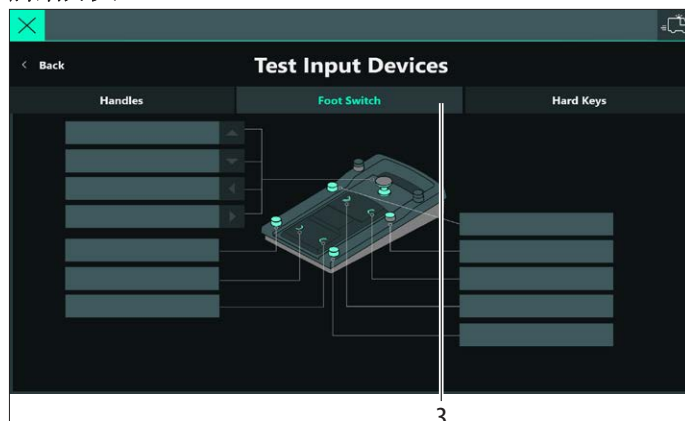 < Back
Test Input Devices
Handles
Foot Switch
Hard Keys
3